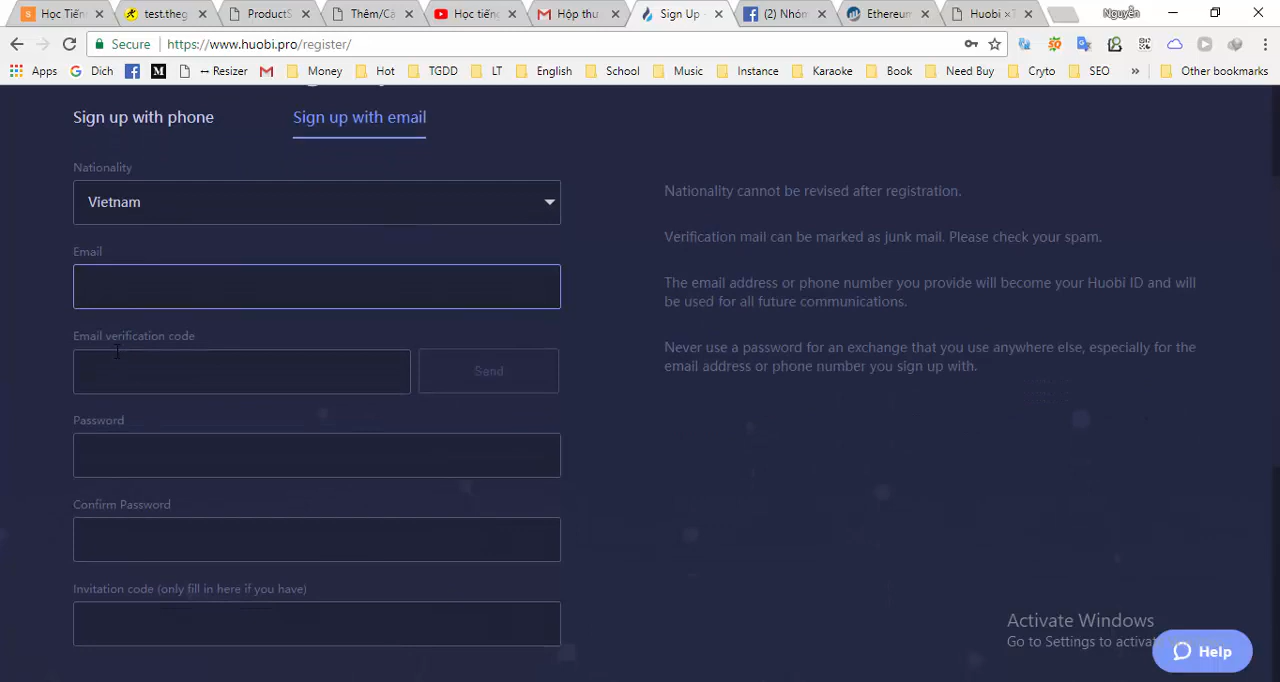 Học Tiến
test.theg
ProductS
Thêm/Cậ
Học tiếng
Hộp thu
Sign Up -
(2) Nhóm
Ethereum
Huobi ×T
Nguyễn
Secure
https://www.huobi.pro/register/
Apps
Dich
M
↔ Resizer
Money
Hot
TGDD
LT
English
School
Music
Instance
Karaoke
Book
Need Buy
Cryto
SEO
»
Other bookmarks
Sign up with phone
Sign up with email
Nationality
Vietnam
Email
Email verification code
Send
Password
Confirm Password
Invitation code (only fill in here if you have)
Nationality cannot be revised after registration.
Verification mail can be marked as junk mail. Please check your spam.
The email address or phone number you provide will become your Huobi ID and will
be used for all future communications.
Never use a password for an exchange that you use anywhere else, especially for the
email address or phone number you sign up with.
Activate Windows
Go to Settings to activat
Help